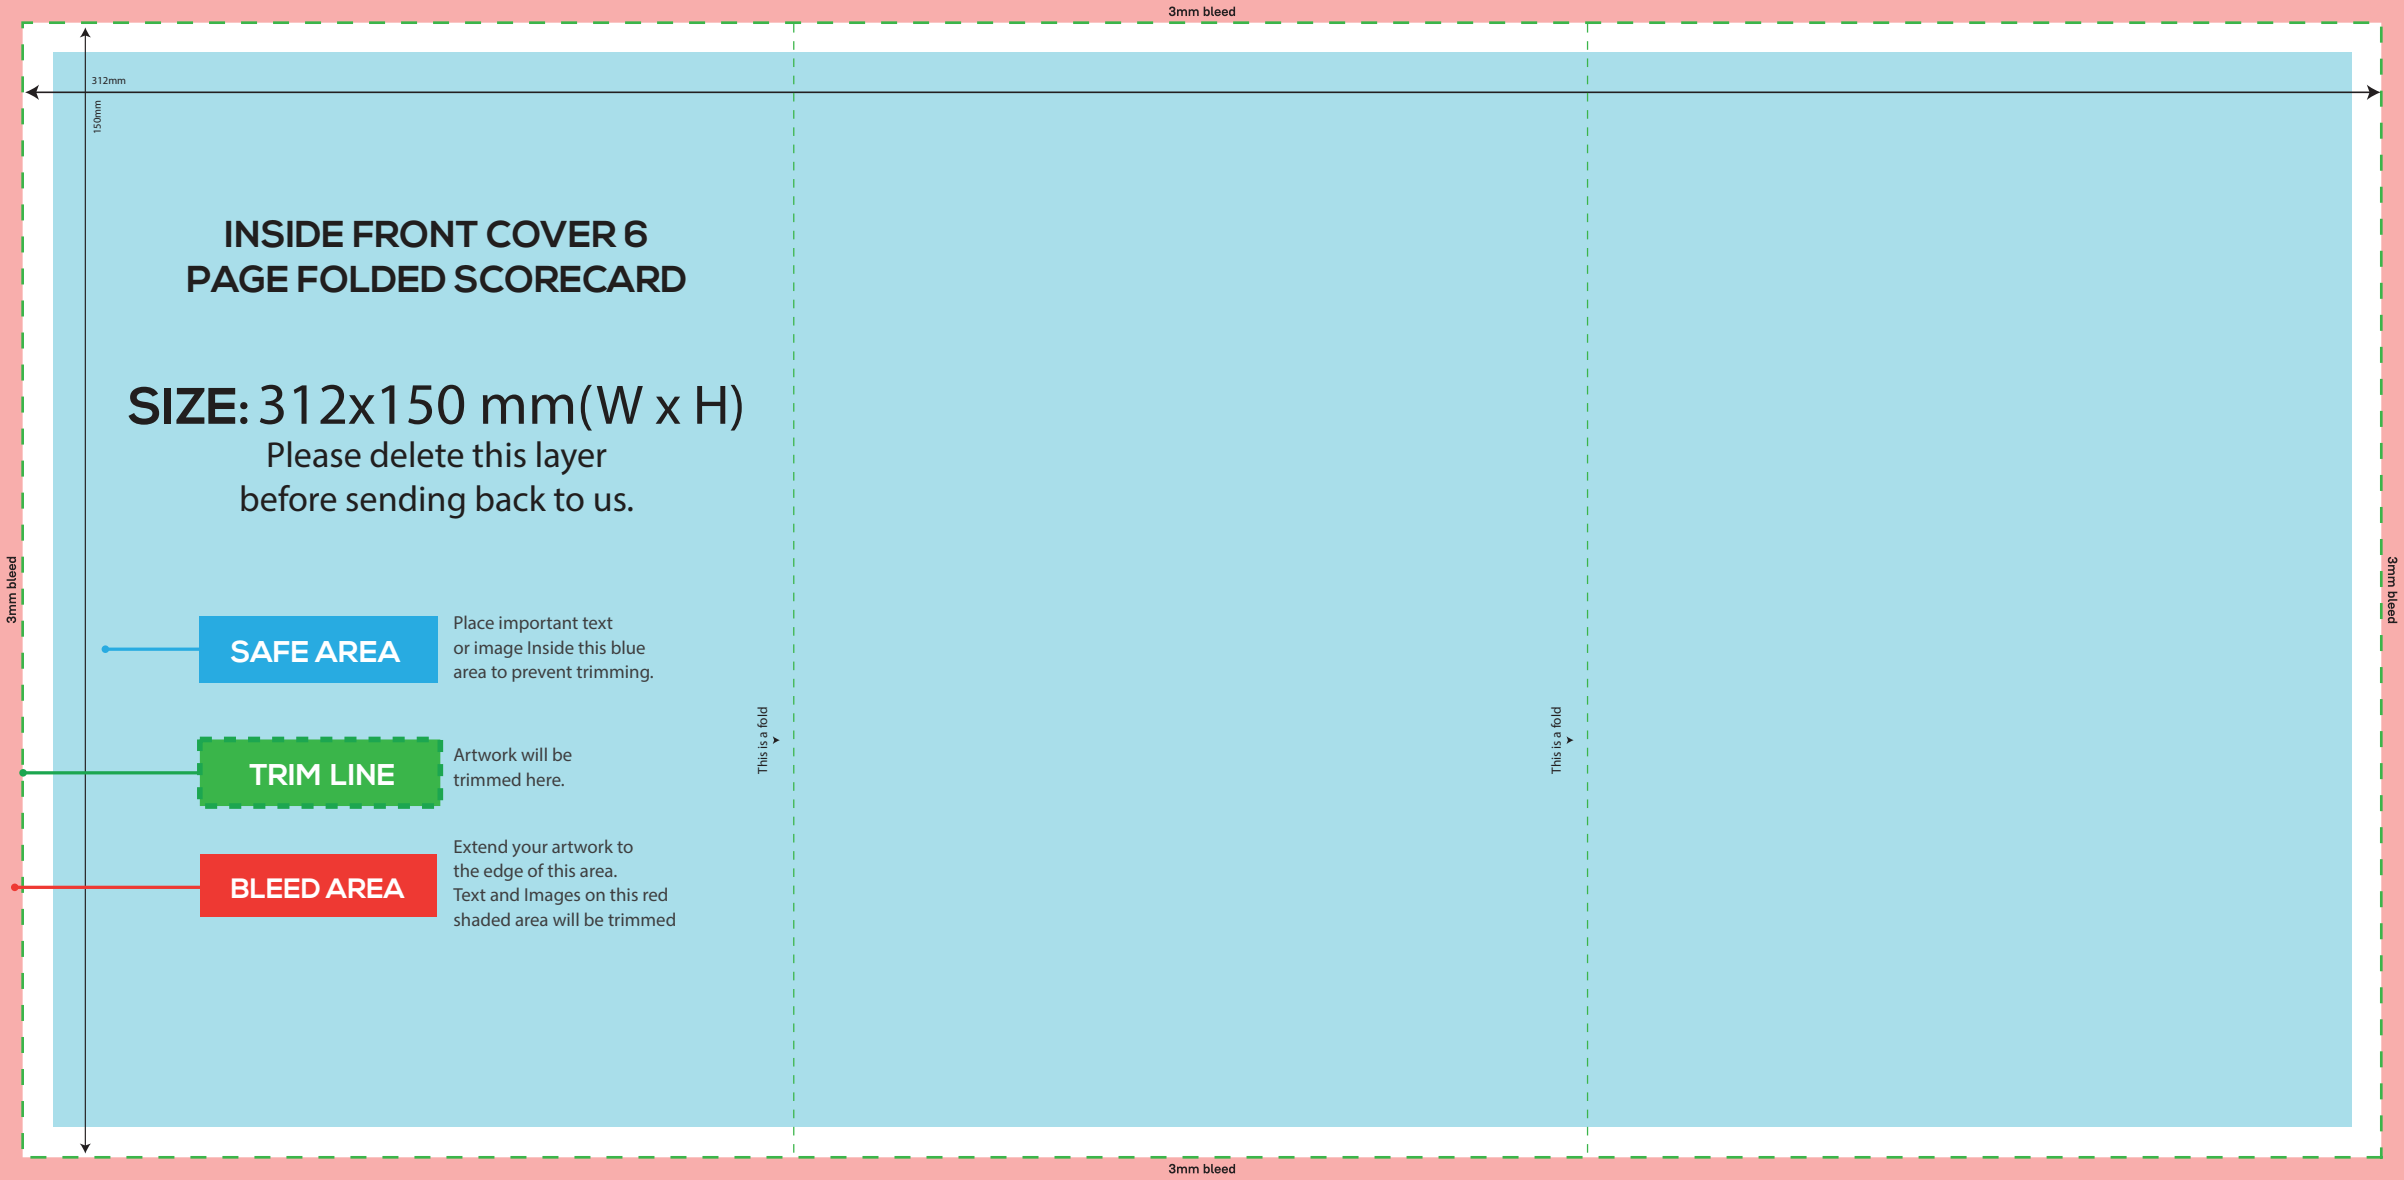 3mm bleed
312mm
150mm
INSIDE FRONT COVER 6
PAGE FOLDED SCORECARD
SIZE: 312x150 mm(W x H)
Please delete this layer
before sending back to us.
3mm bleed
3mm bleed
SAFE AREA
Place important text
or image Inside this blue
area to prevent trimming.
This is a fold
This is a fold
TRIM LINE
Artwork will be
trimmed here.
BLEED AREA
Extend your artwork to
the edge of this area.
Text and Images on this red
shaded area will be trimmed
3mm bleed